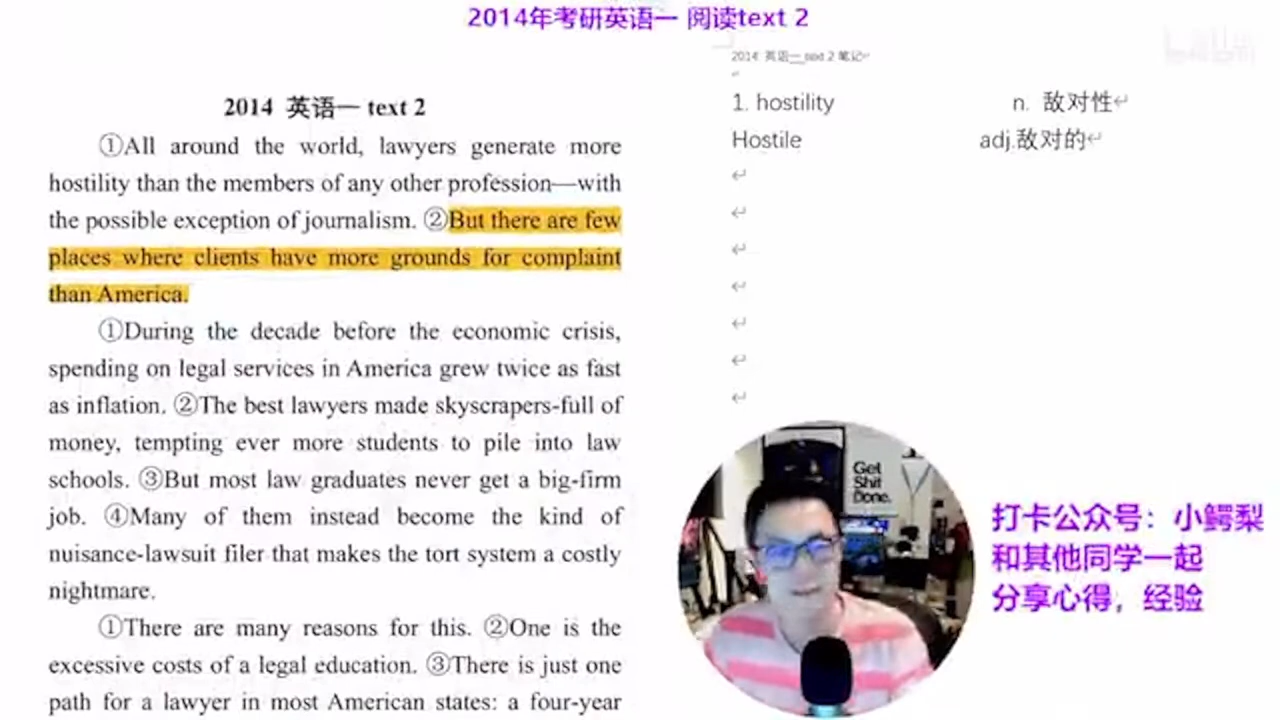 2014年考研英语一 阅读text 2
2014 英语一 text 2
①All around the world, lawyers generate more
hostility than the members of any other profession—with
the possible exception of journalism. ②But there are few
places where clients have more grounds for complaint
than America.
①During the decade before the economic crisis,
spending on legal services in America grew twice as fast
as inflation. ②The best lawyers made skyscrapers-full of
money, tempting ever more students to pile into law
schools. ③But most law graduates never get a big-firm
job. ④Many of them instead become the kind of
nuisance-lawsuit filer that makes the tort system a costly
nightmare.
①There are many reasons for this. ②One is the
excessive costs of a legal education. ③There is just one
path for a lawyer in most American states: a four-year
2014 英语一 text 2 笔记
1. hostility n. 敌对性
Hostile adj.敌对的
Get
Shit
Done.
打卡公众号：小鳄梨
和其他同学一起
分享心得，经验